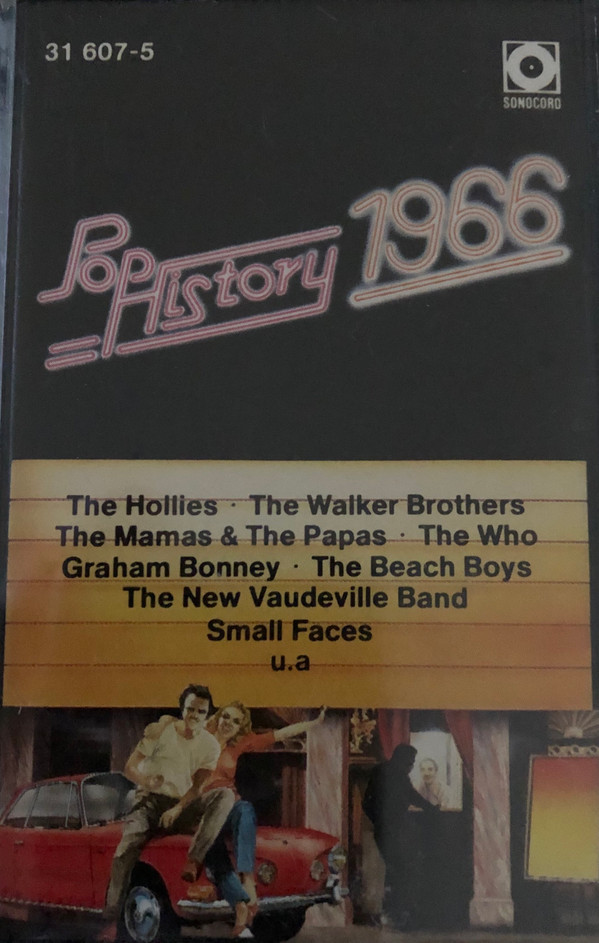 31 607-5
SONOCORD
Pop History 1966
The Hollies · The Walker Brothers
The Mamas & The Papas · The Who
Graham Bonney · The Beach Boys
The New Vaudeville Band
Small Faces
u.a